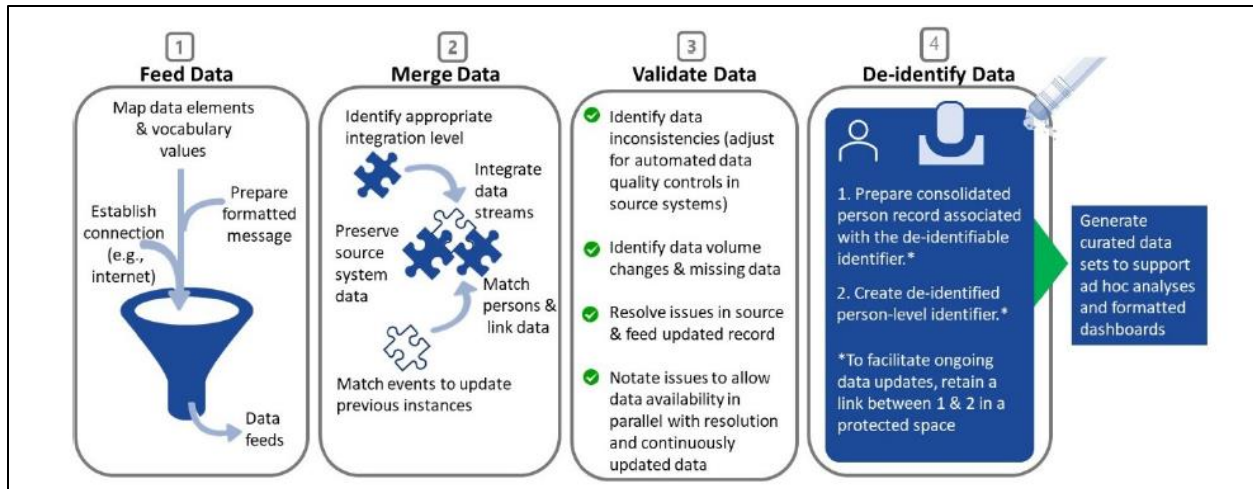 1
Feed Data
Map data elements
& vocabulary
values
Prepare
formatted
message
Establish
connection
(e.g.,
internet)
Data
feeds
2
Merge Data
Identify appropriate
integration level
Integrate
data
streams
Preserve
source
system
data
Match
persons &
link data
Match events to update
previous instances
3
Validate Data
Identify data
inconsistencies (adjust
for automated data
quality controls in
source systems)
Identify data volume
changes & missing data
Resolve issues in source
& feed updated record
Notate issues to allow
data availability in
parallel with resolution
and continuously
updated data
4
De-identify Data
1. Prepare consolidated
person record associated
with the de-identifiable
identifier.*
2. Create de-identified
person-level identifier.*
*To facilitate ongoing
data updates, retain a
link between 1 & 2 in a
protected space
Generate
curated data
sets to support
ad hoc analyses
and formatted
dashboards